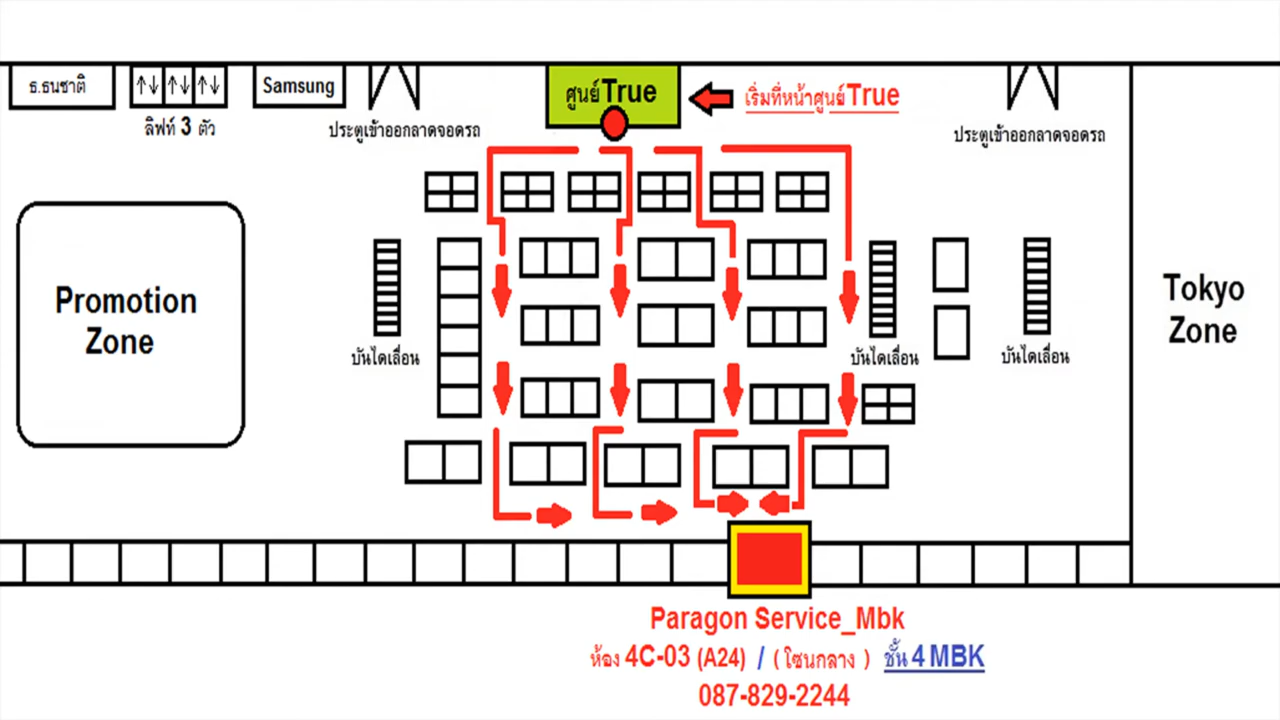 ธ.ธนชาติ
ลิฟท์ 3 ตัว
Samsung
ประตูเข้าออกลาดจอดรถ
ศูนย์True
เริ่มที่หน้าศูนย์True
ประตูเข้าออกลาดจอดรถ
Promotion
Zone
บันไดเลื่อน
บันไดเลื่อน
บันไดเลื่อน
Tokyo
Zone
Paragon Service_Mbk
ห้อง 4C-03 (A24) / ( โซนกลาง ) ชั้น 4 MBK
087-829-2244